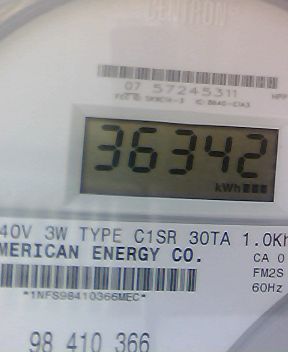 CENTRON
07 57245311
36342
kWh
40V 3W TYPE C1SR 30TA 1.0Kh
MERICAN ENERGY CO.
CA 0
FM2S
60Hz
*1NFS98410366MEC*
98 410 366